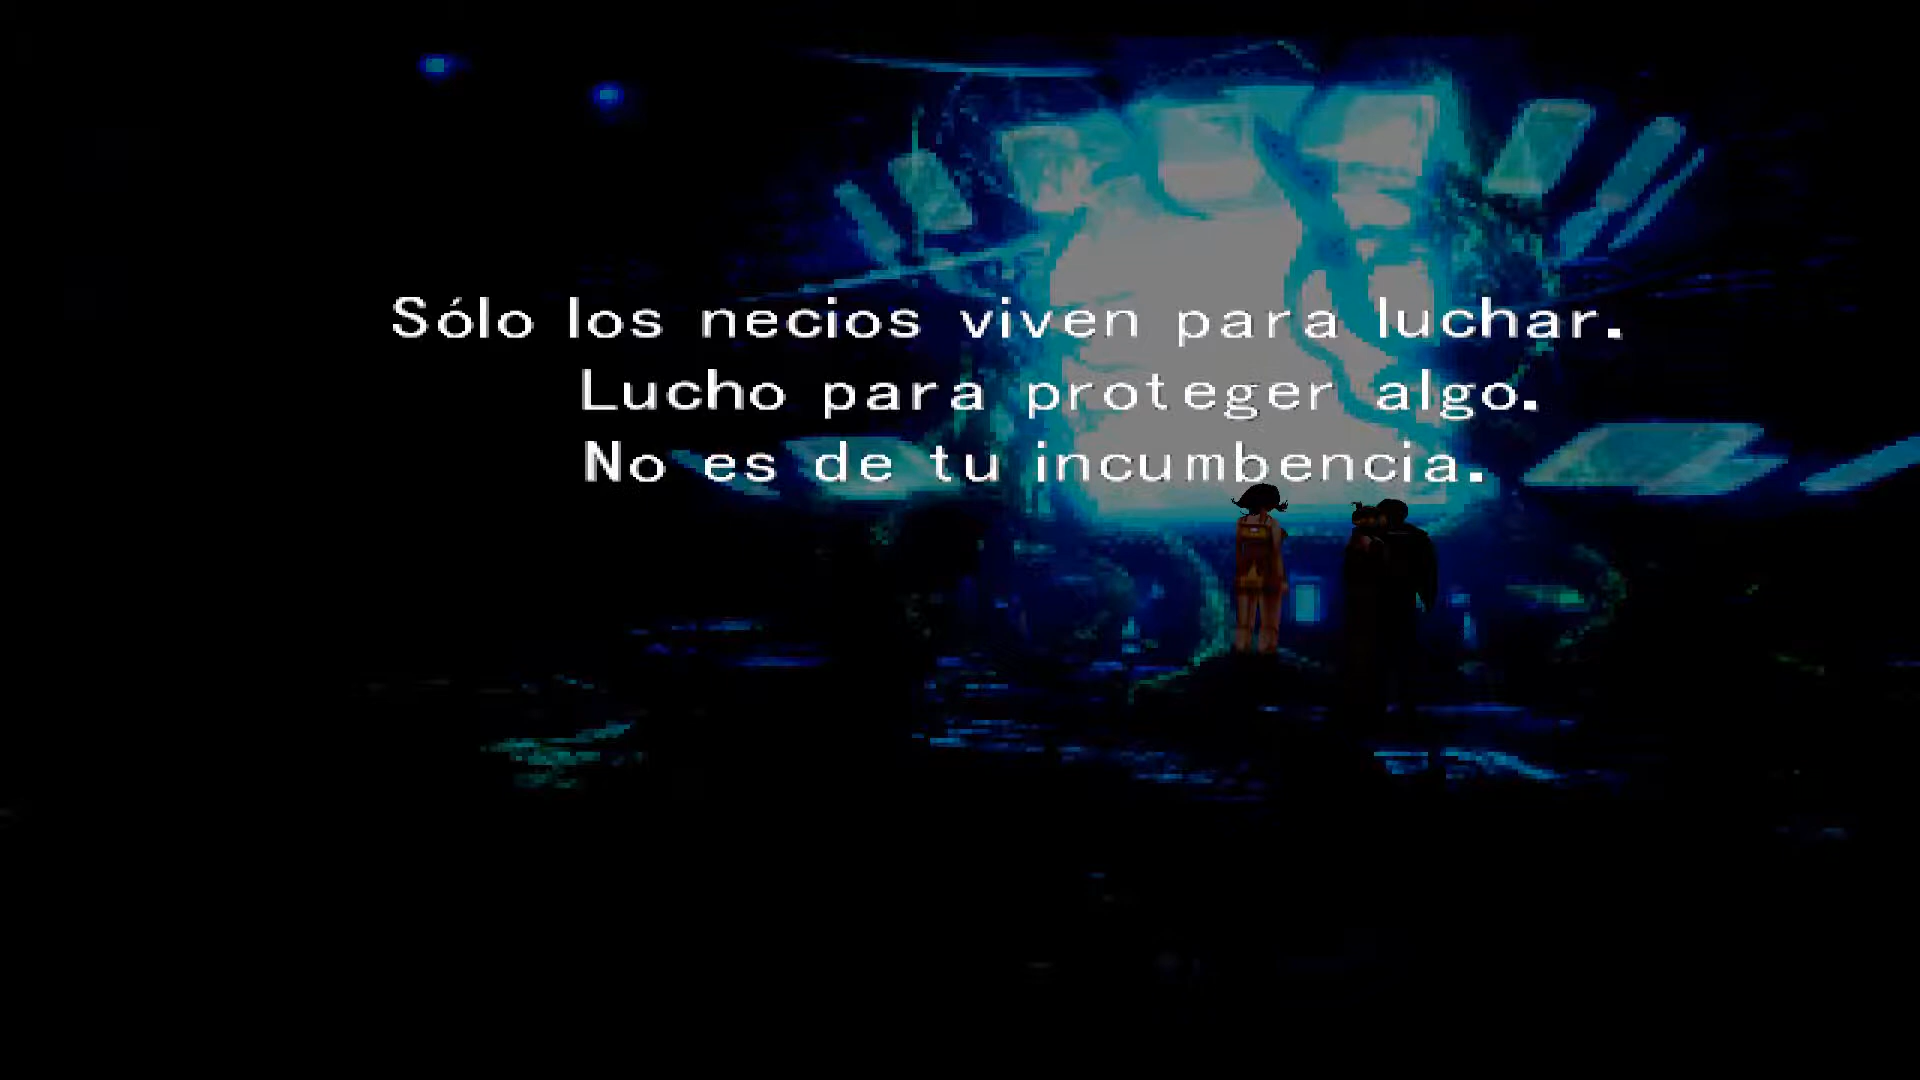 Sólo los necios viven para luchar.
Lucho para proteger algo.
No es de tu incumbencia.